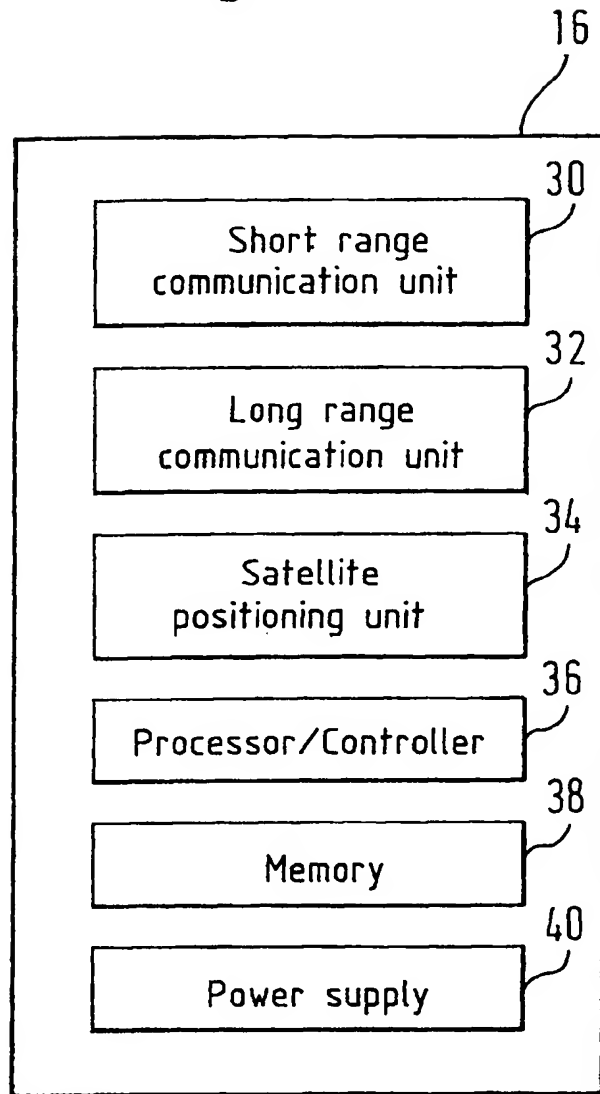 16
30
Short range
communication unit
32
Long range
communication unit
34
Satellite
positioning unit
36
Processor/Controller
38
Memory
40
Power supply